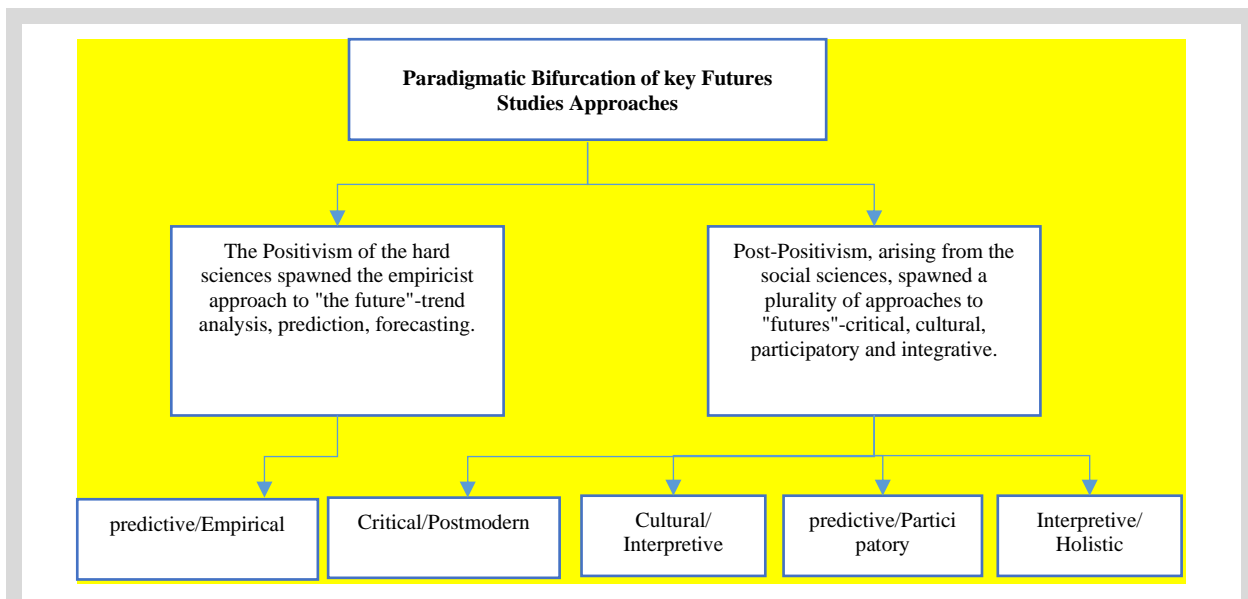 Paradigmatic Bifurcation of key Futures
Studies Approaches
The Positivism of the hard
sciences spawned the empiricist
approach to "the future"-trend
analysis, prediction, forecasting.
Post-Positivism, arising from the
social sciences, spawned a
plurality of approaches to
"futures"-critical, cultural,
participatory and integrative.
predictive/Empirical
Critical/Postmodern
Cultural/
Interpretive
predictive/Partici
patory
Interpretive/
Holistic